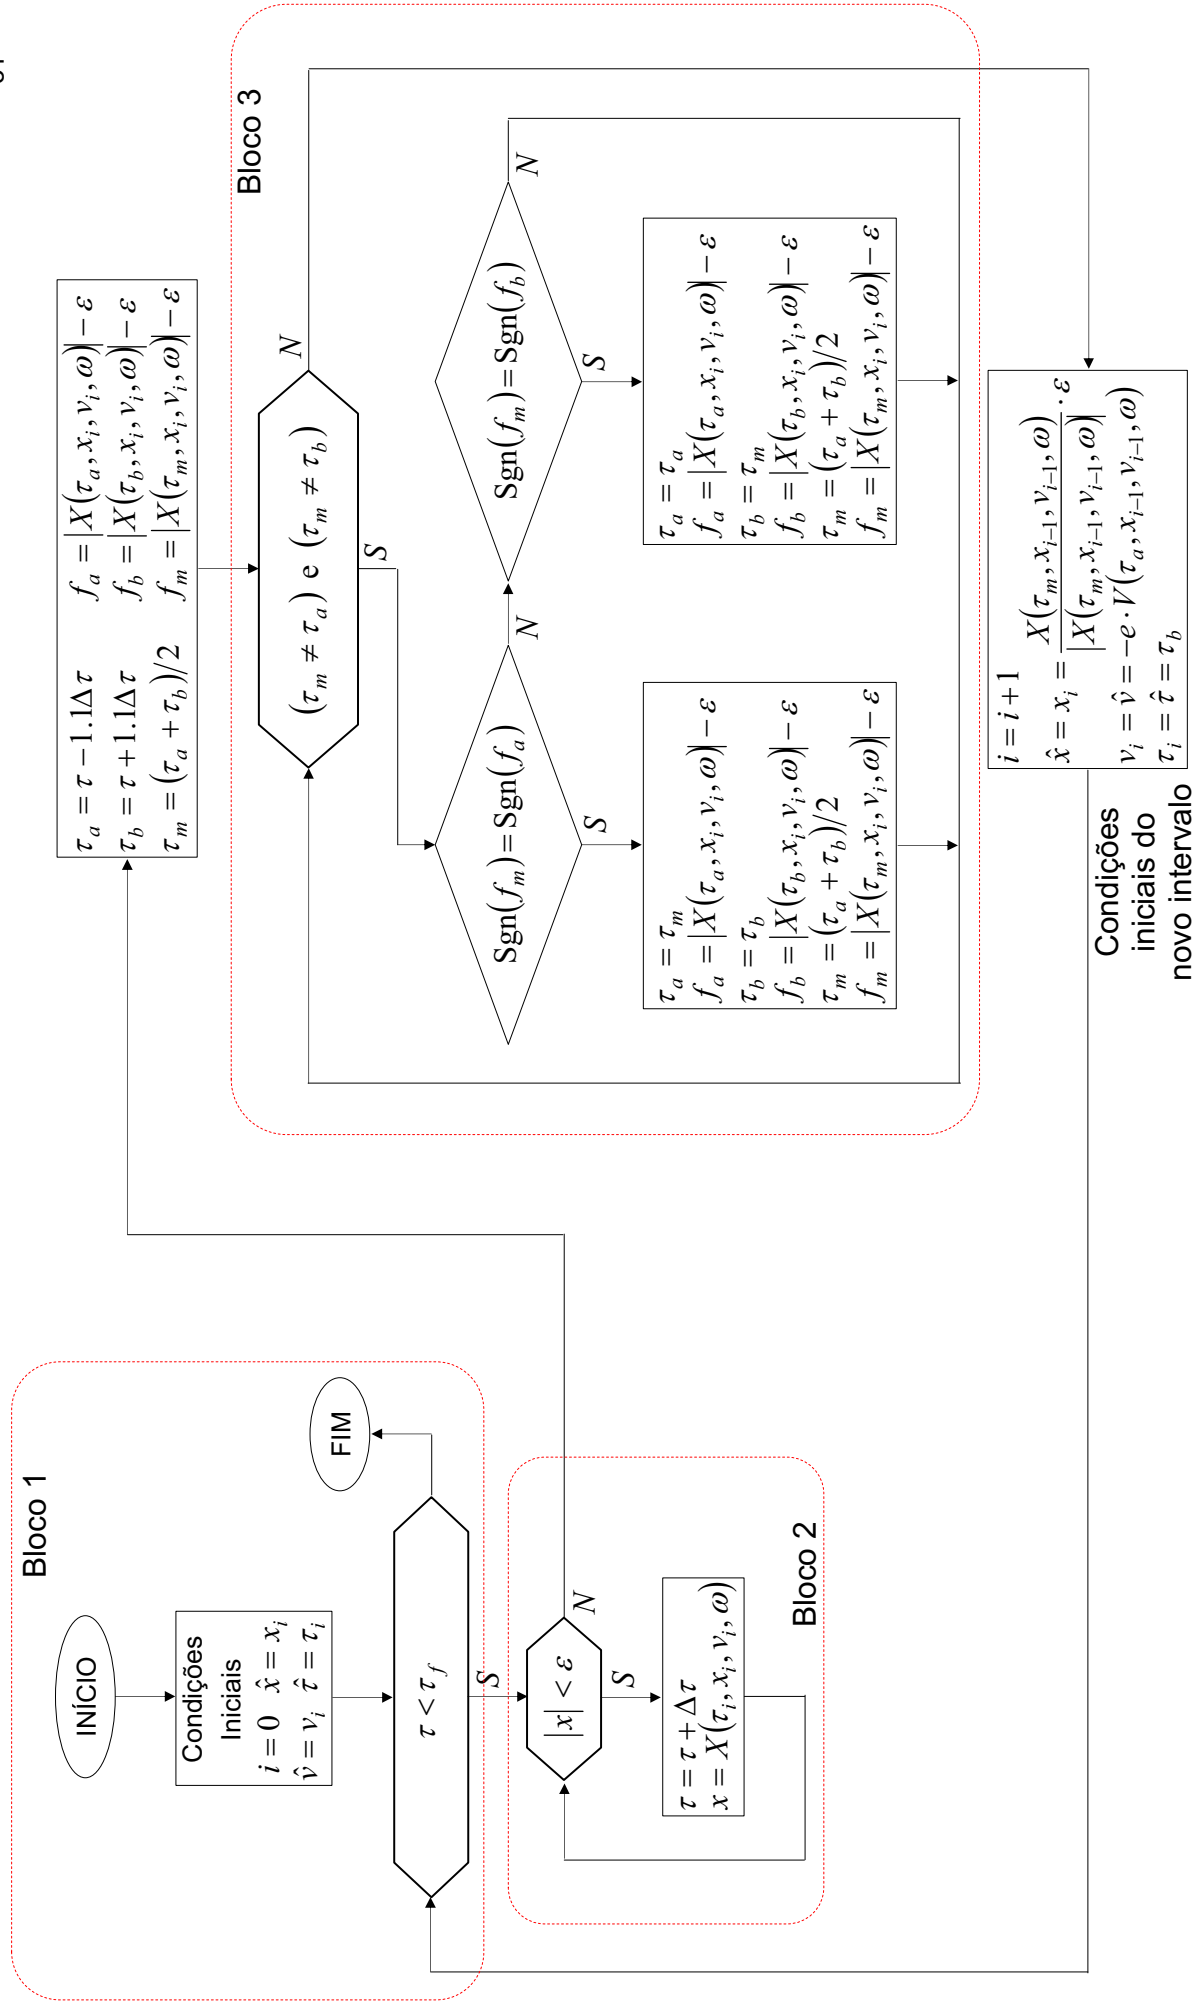 Bloco 1
INÍCIO
Condições
Iniciais
i = 0 x̂ = x_i
v̂ = v_i τ̂ = τ_i
τ < τ_f
FIM
S
|x| < ε
N
S
τ = τ + Δτ
x = X(τ_i, x_i, v_i, ω)
Bloco 2
τ_a = τ − 1.1Δτ f_a = |X(τ_a, x_i, v_i, ω)| − ε
τ_b = τ + 1.1Δτ f_b = |X(τ_b, x_i, v_i, ω)| − ε
τ_m = (τ_a + τ_b)/2 f_m = |X(τ_m, x_i, v_i, ω)| − ε
Bloco 3
(τ_m ≠ τ_a) e (τ_m ≠ τ_b)
N
S
Sgn(f_m) = Sgn(f_a)
N
S
τ_a = τ_m
f_a = |X(τ_a, x_i, v_i, ω)| − ε
τ_b = τ_b
f_b = |X(τ_b, x_i, v_i, ω)| − ε
τ_m = (τ_a + τ_b)/2
f_m = |X(τ_m, x_i, v_i, ω)| − ε
Sgn(f_m) = Sgn(f_b)
N
S
τ_a = τ_a
f_a = |X(τ_a, x_i, v_i, ω)| − ε
τ_b = τ_m
f_b = |X(τ_b, x_i, v_i, ω)| − ε
τ_m = (τ_a + τ_b)/2
f_m = |X(τ_m, x_i, v_i, ω)| − ε
Condições
iniciais do
novo intervalo
i = i + 1
x̂ = x_i = X(τ_m, x_{i−1}, v_{i−1}, ω) / |X(τ_m, x_{i−1}, v_{i−1}, ω)| · ε
v_i = v̂ = −e · V(τ_a, x_{i−1}, v_{i−1}, ω)
τ_i = τ̂ = τ_b